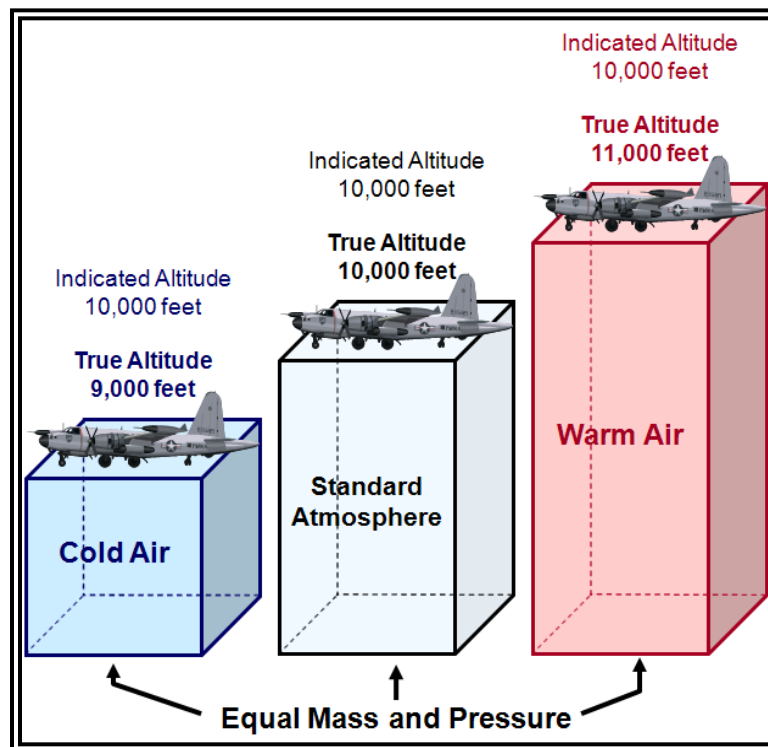 Indicated Altitude
10,000 feet
True Altitude
9,000 feet
Cold Air
Indicated Altitude
10,000 feet
True Altitude
10,000 feet
Standard
Atmosphere
Indicated Altitude
10,000 feet
True Altitude
11,000 feet
Warm Air
Equal Mass and Pressure